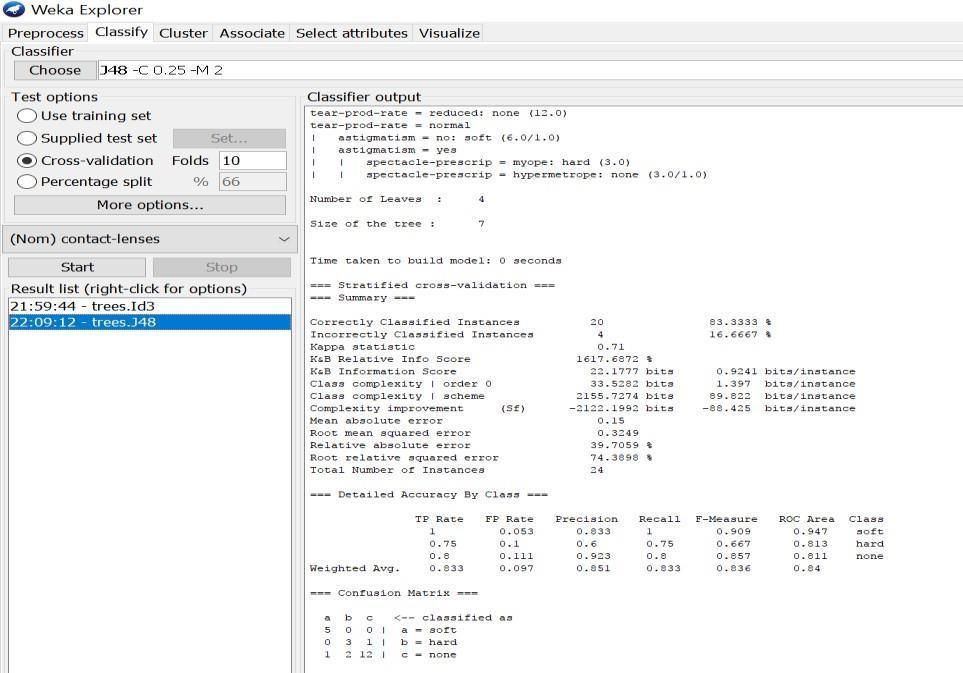 Weka Explorer
Preprocess Classify Cluster Associate Select attributes Visualize
Classifier
Choose J48 -C 0.25 -M 2
Test options
Use training set
Supplied test set Set...
Cross-validation Folds 10
Percentage split % 66
More options...
(Nom) contact-lenses
Start Stop
Result list (right-click for options)
21:59:44 - trees.Id3
22:09:12 - trees.J48
Classifier output
tear-prod-rate = reduced: none (12.0)
tear-prod-rate = normal
|   astigmatism = no: soft (6.0/1.0)
|   astigmatism = yes
|   |   spectacle-prescrip = myope: hard (3.0)
|   |   spectacle-prescrip = hypermetrope: none (3.0/1.0)
Number of Leaves  :     4
Size of the tree :     7
Time taken to build model: 0 seconds
=== Stratified cross-validation ===
=== Summary ===
Correctly Classified Instances 20 83.3333 %
Incorrectly Classified Instances 4 16.6667 %
Kappa statistic 0.71
K&B Relative Info Score 1617.6872 %
K&B Information Score 22.1777 bits 0.9241 bits/instance
Class complexity | order 0 33.5282 bits 1.397 bits/instance
Class complexity | scheme 2155.7274 bits 89.822 bits/instance
Complexity improvement (Sf) -2122.1992 bits -88.425 bits/instance
Mean absolute error 0.15
Root mean squared error 0.3249
Relative absolute error 39.7059 %
Root relative squared error 74.3898 %
Total Number of Instances 24
=== Detailed Accuracy By Class ===
TP Rate FP Rate Precision Recall F-Measure ROC Area Class
1 0.053 0.833 1 0.909 0.947 soft
0.75 0.1 0.6 0.75 0.667 0.813 hard
0.8 0.111 0.923 0.8 0.857 0.811 none
Weighted Avg. 0.833 0.097 0.851 0.833 0.836 0.84
=== Confusion Matrix ===
a b c <-- classified as
5 0 0 | a = soft
0 3 1 | b = hard
1 2 12 | c = none